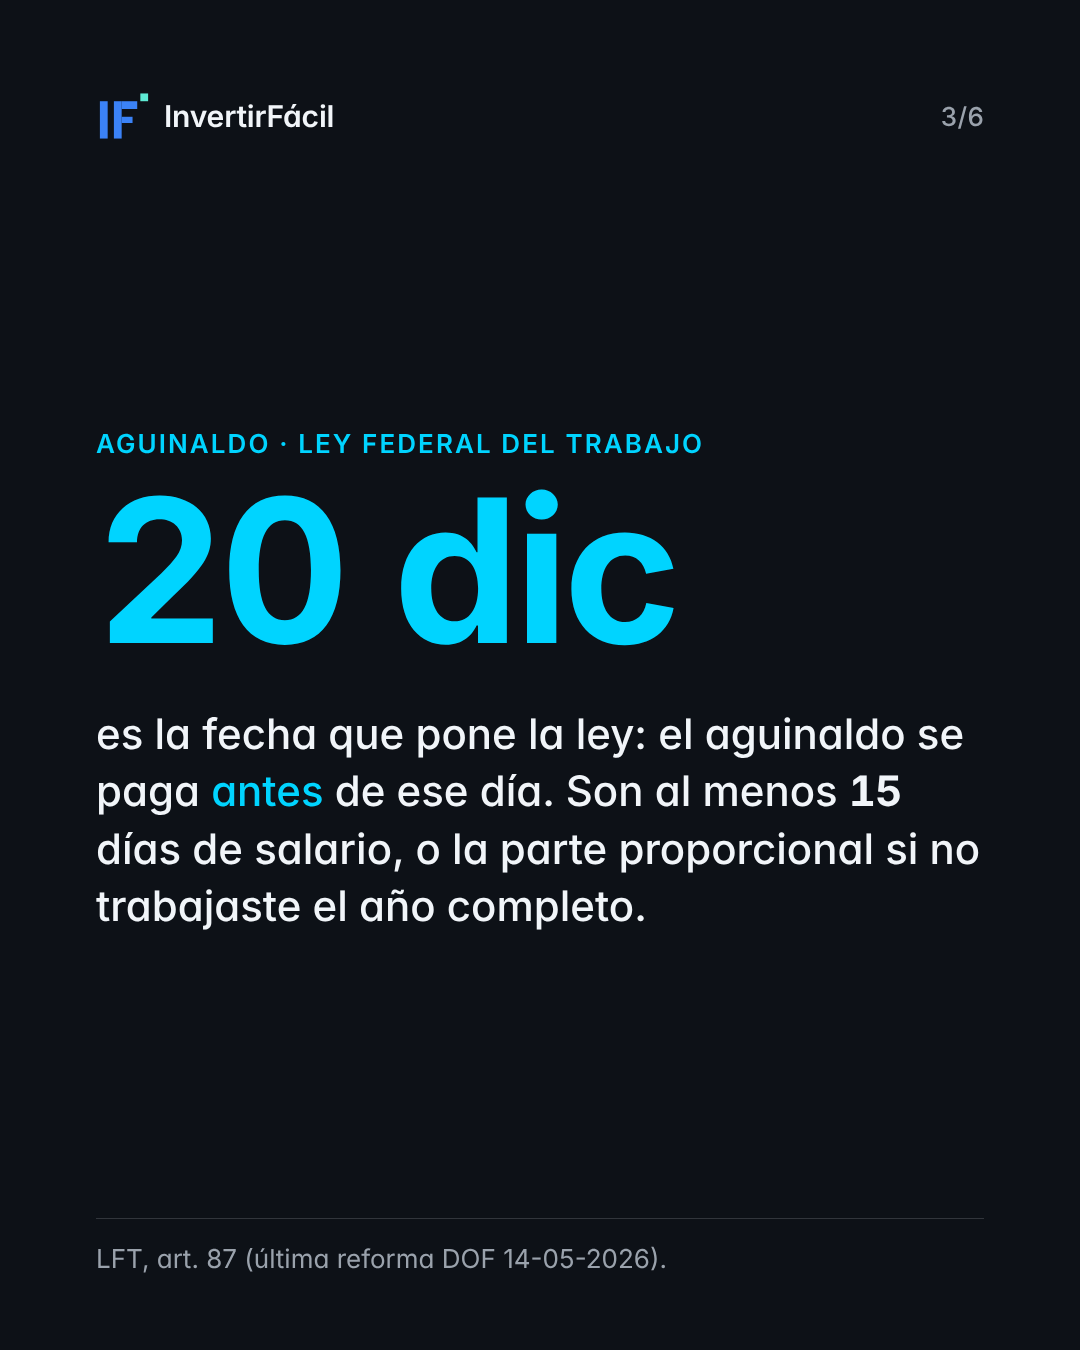 IF InvertirFácil
3/6
AGUINALDO · LEY FEDERAL DEL TRABAJO
20 dic
es la fecha que pone la ley: el aguinaldo se
paga antes de ese día. Son al menos 15
días de salario, o la parte proporcional si no
trabajaste el año completo.
LFT, art. 87 (última reforma DOF 14-05-2026).